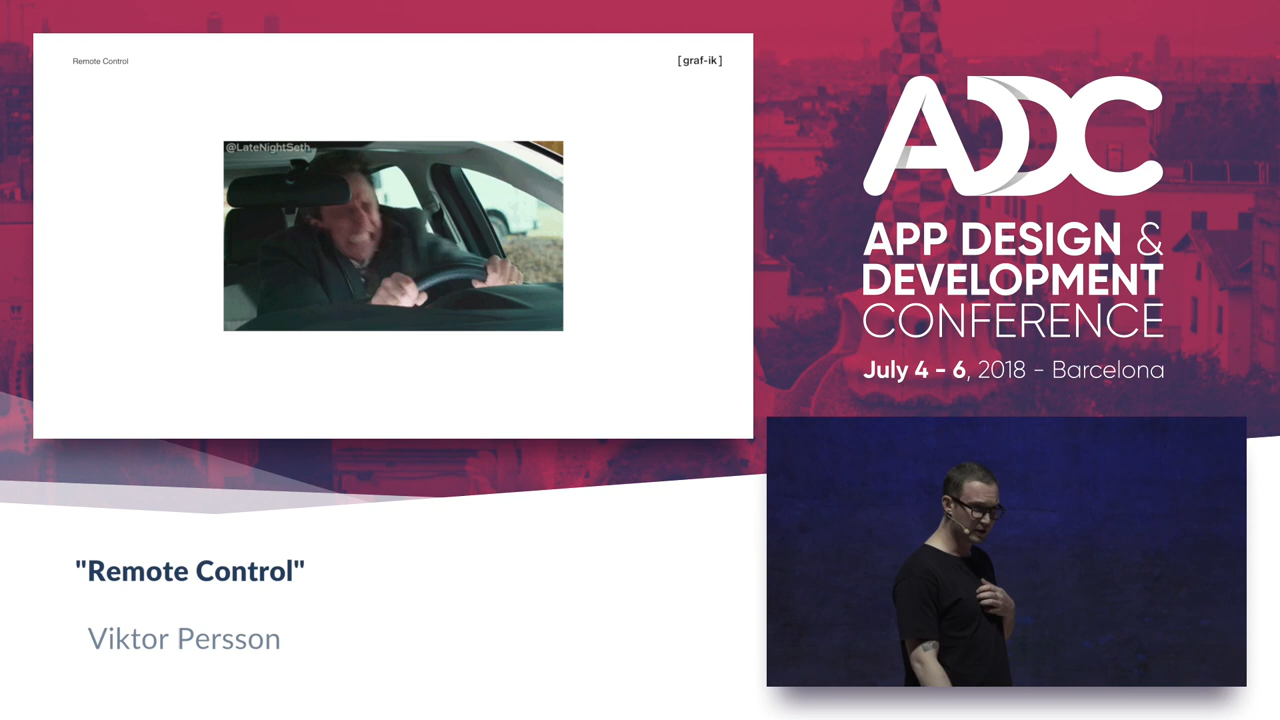 Remote Control
[graf-ik]
@LateNightSeth
ADDC
APP DESIGN &
DEVELOPMENT
CONFERENCE
July 4 - 6, 2018 - Barcelona
"Remote Control"
Viktor Persson